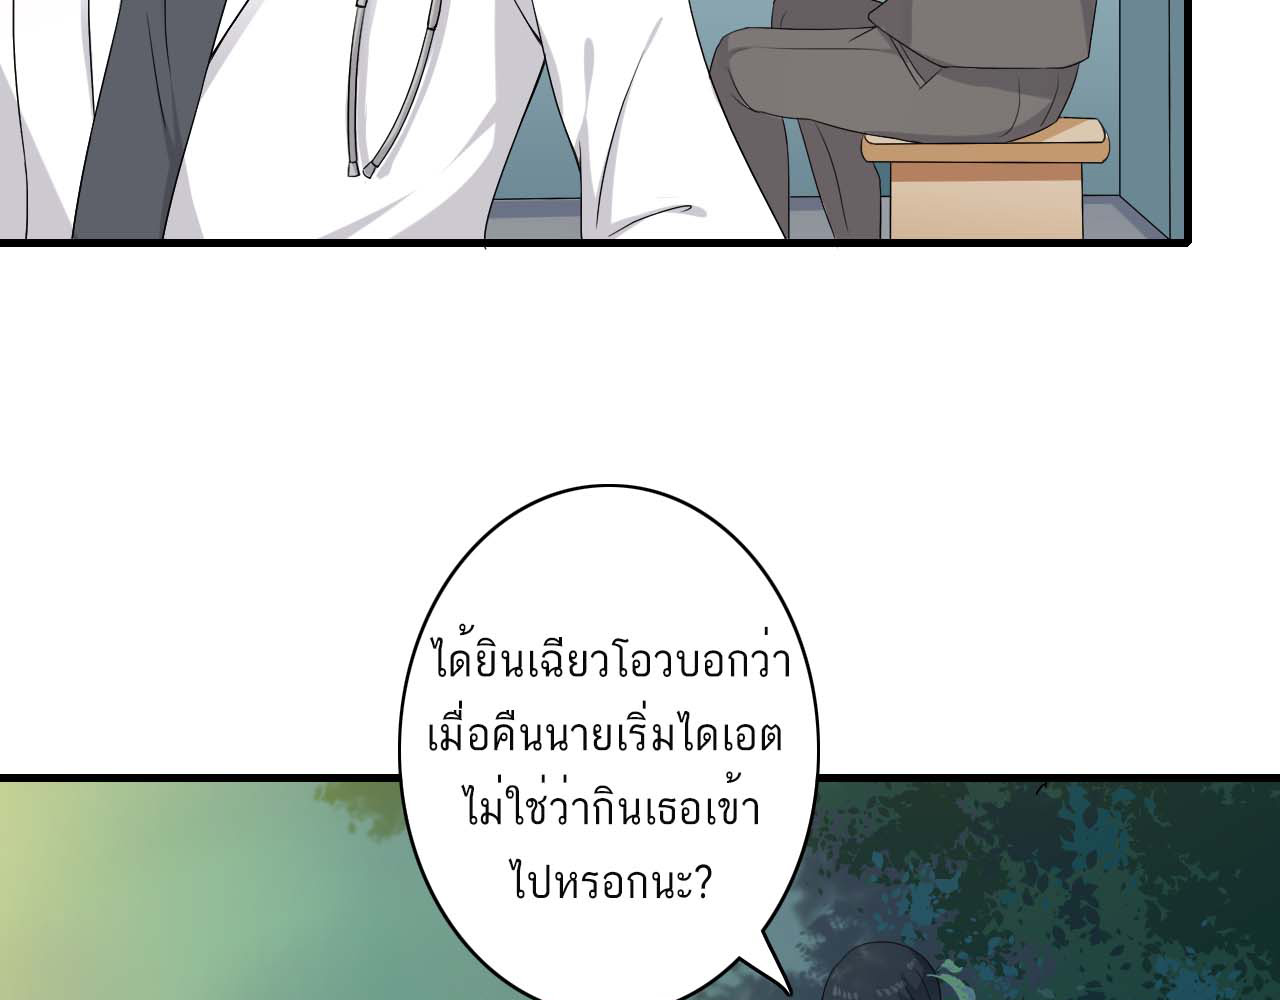 ได้ยินเฉียวโอวบอกว่า
เมื่อคืนนายเริ่มไดเอต
ไม่ใช่ว่ากินเธอเข้า
ไปหรอกนะ?